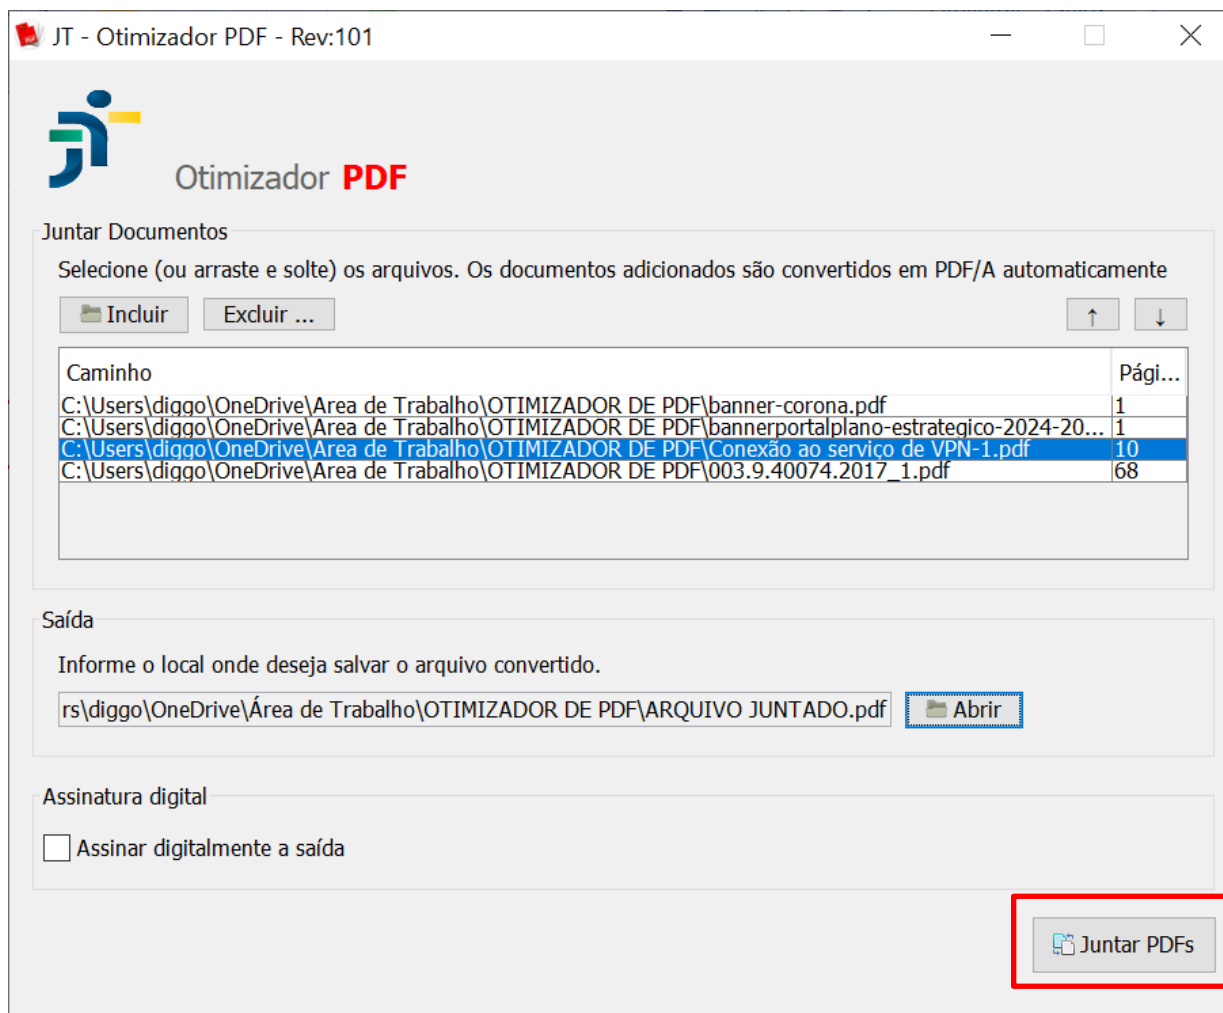 JT - Otimizador PDF - Rev:101
Otimizador PDF
Juntar Documentos
Selecione (ou arraste e solte) os arquivos. Os documentos adicionados são convertidos em PDF/A automaticamente
Incluir Excluir ... ↑ ↓
Caminho Pági...
C:\Users\diggo\OneDrive\Área de Trabalho\OTIMIZADOR DE PDF\banner-corona.pdf 1
C:\Users\diggo\OneDrive\Área de Trabalho\OTIMIZADOR DE PDF\bannerportalplano-estrategico-2024-20... 1
C:\Users\diggo\OneDrive\Área de Trabalho\OTIMIZADOR DE PDF\Conexão ao serviço de VPN-1.pdf 10
C:\Users\diggo\OneDrive\Área de Trabalho\OTIMIZADOR DE PDF\003.9.40074.2017_1.pdf 68
Saída
Informe o local onde deseja salvar o arquivo convertido.
rs\diggo\OneDrive\Área de Trabalho\OTIMIZADOR DE PDF\ARQUIVO JUNTADO.pdf Abrir
Assinatura digital
Assinar digitalmente a saída
Juntar PDFs